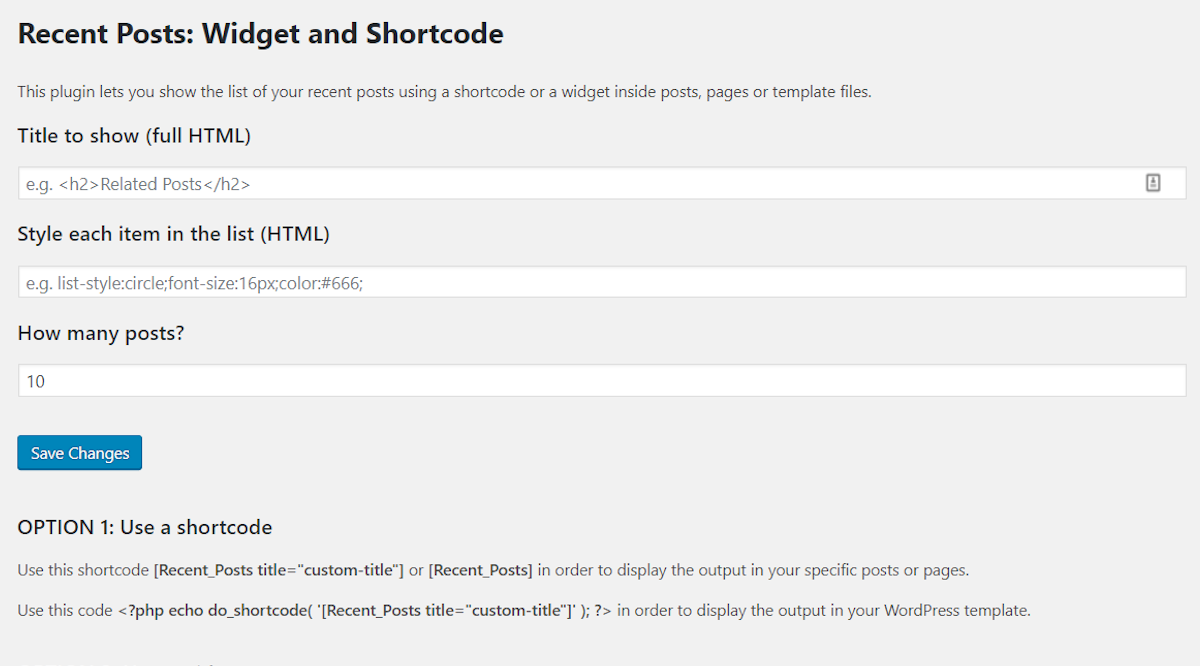 Recent Posts: Widget and Shortcode
This plugin lets you show the list of your recent posts using a shortcode or a widget inside posts, pages or template files.
Title to show (full HTML)
e.g. <h2>Related Posts</h2>
Style each item in the list (HTML)
e.g. list-style:circle;font-size:16px;color:#666;
How many posts?
10
Save Changes
OPTION 1: Use a shortcode
Use this shortcode [Recent_Posts title="custom-title"] or [Recent_Posts] in order to display the output in your specific posts or pages.
Use this code <?php echo do_shortcode( '[Recent_Posts title="custom-title"]' ); ?> in order to display the output in your WordPress template.